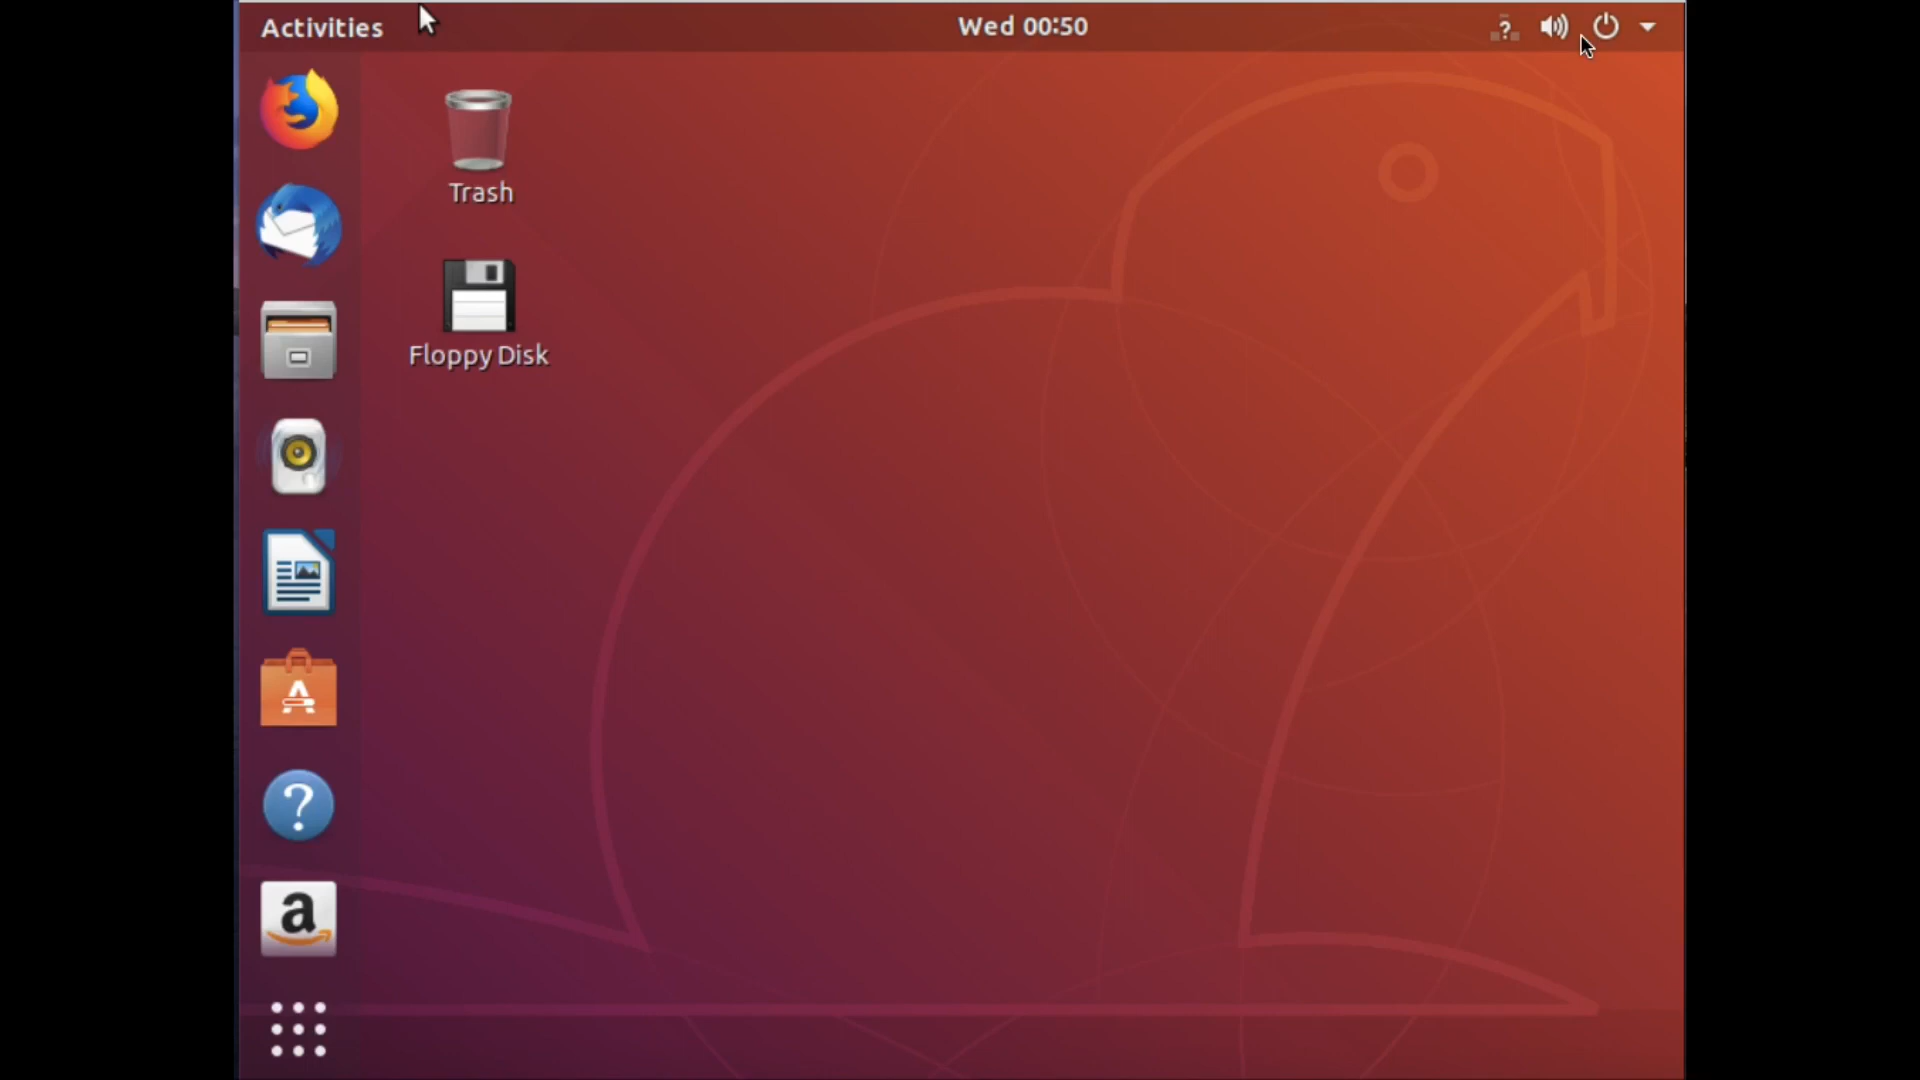 Activities
Wed 00:50
?
Trash
Floppy Disk
A
?
a